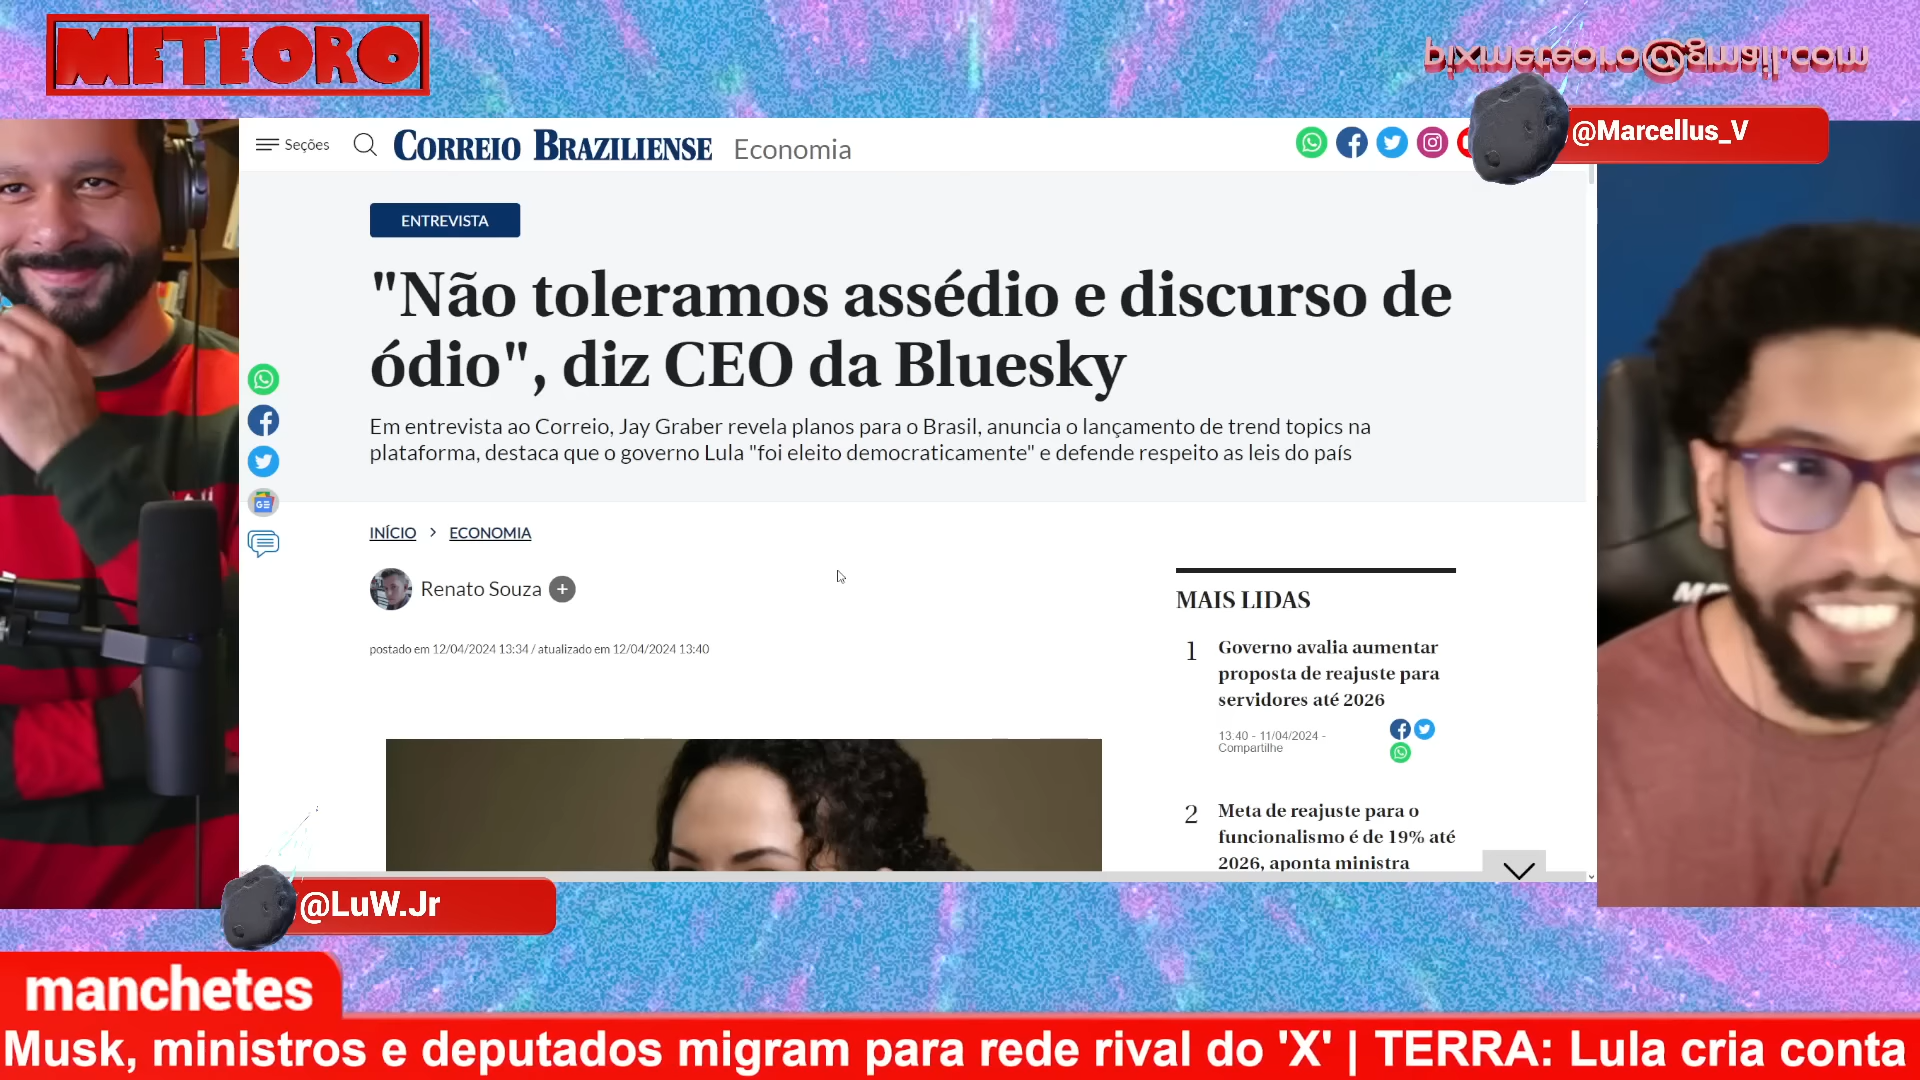 METEORO
pixmeteoro@gmail.com
@Marcellus_V
Seções
CORREIO BRAZILIENSE
Economia
ENTREVISTA
"Não toleramos assédio e discurso de
ódio", diz CEO da Bluesky
Em entrevista ao Correio, Jay Graber revela planos para o Brasil, anuncia o lançamento de trend topics na
plataforma, destaca que o governo Lula "foi eleito democraticamente" e defende respeito as leis do país
INÍCIO > ECONOMIA
Renato Souza +
postado em 12/04/2024 13:34 / atualizado em 12/04/2024 13:40
MAIS LIDAS
1 Governo avalia aumentar
proposta de reajuste para
servidores até 2026
13:40 - 11/04/2024 -
Compartilhe
2 Meta de reajuste para o
funcionalismo é de 19% até
2026, aponta ministra
@LuW.Jr
manchetes
Musk, ministros e deputados migram para rede rival do 'X' | TERRA: Lula cria conta